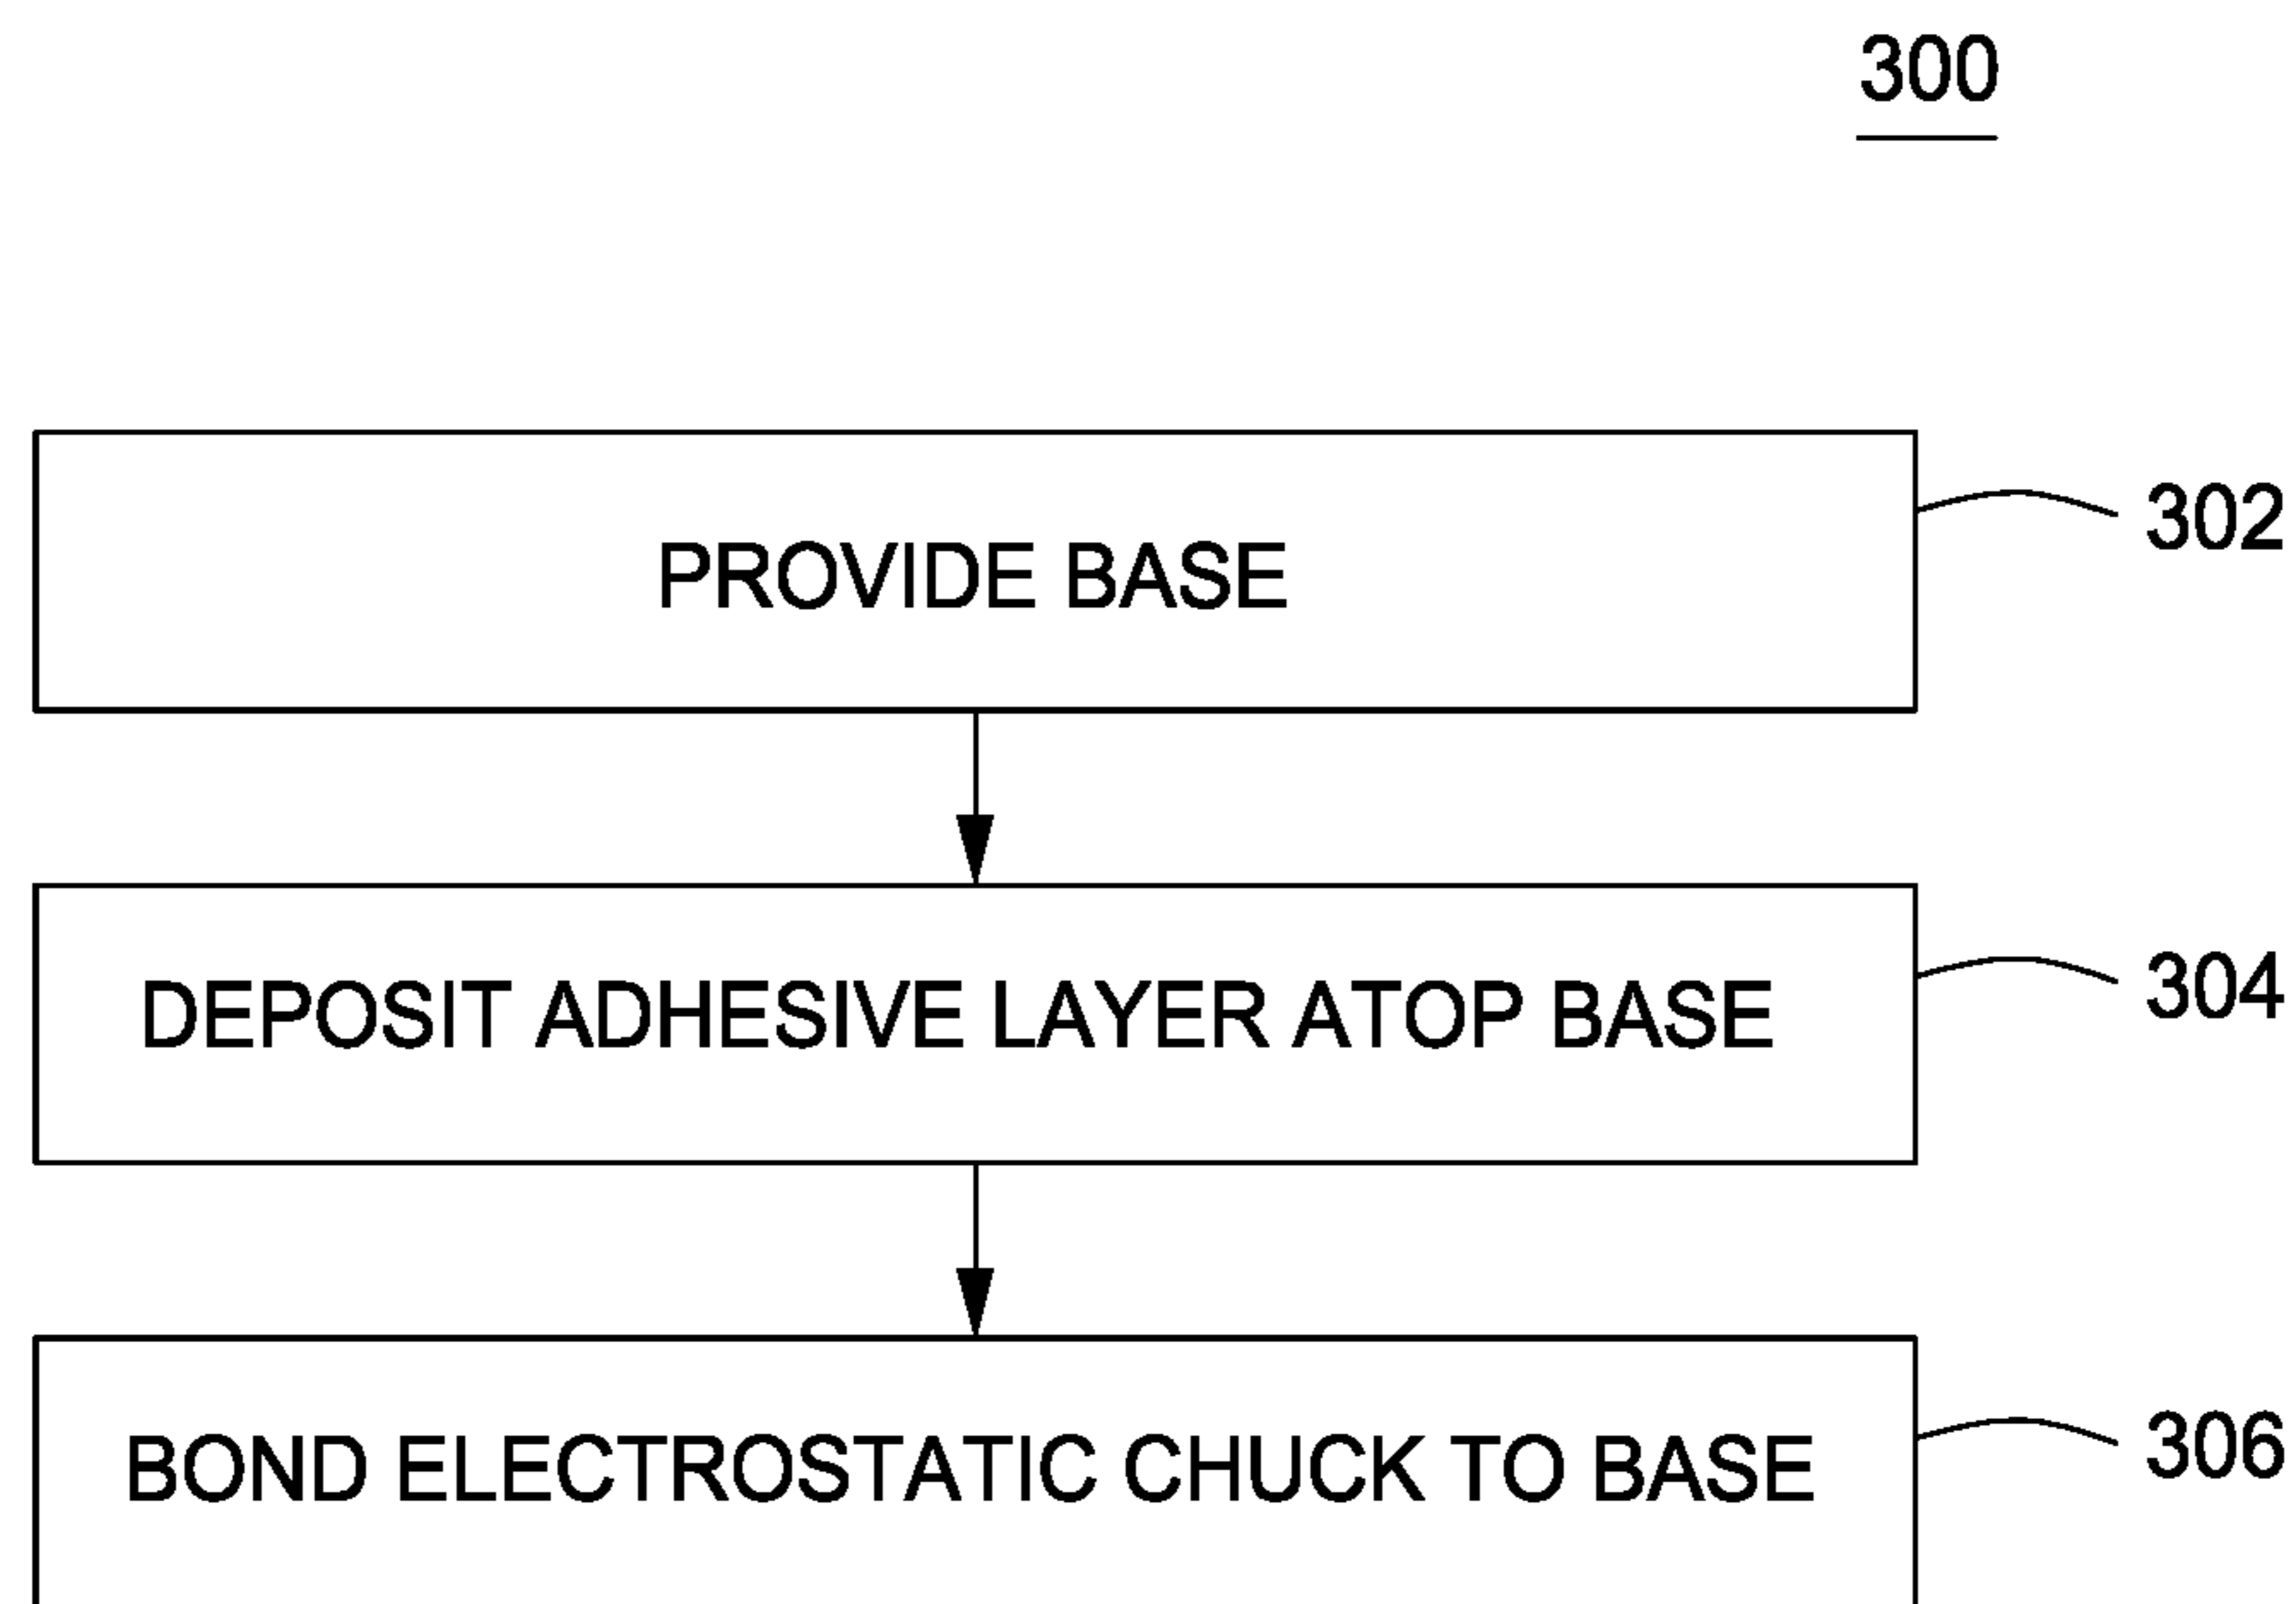 300
PROVIDE BASE
302
DEPOSIT ADHESIVE LAYER ATOP BASE
304
BOND ELECTROSTATIC CHUCK TO BASE
306